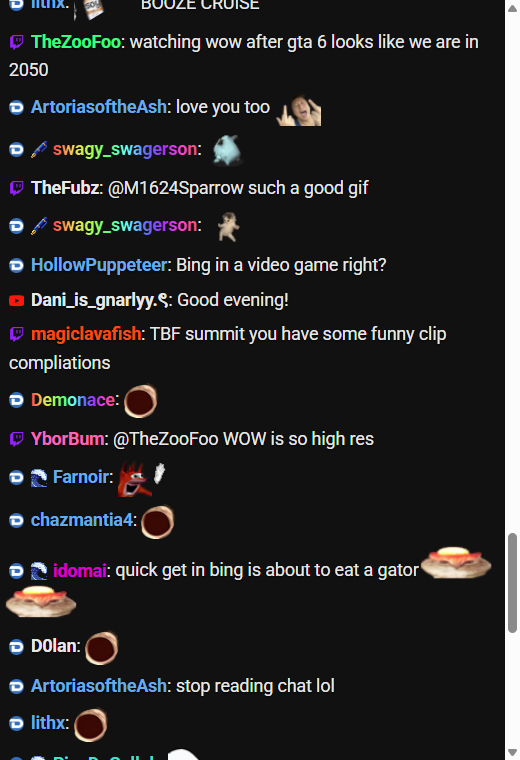 lithx: BOOZE CRUISE
TheZooFoo: watching wow after gta 6 looks like we are in
2050
ArtoriasoftheAsh: love you too
swagy_swagerson:
TheFubz: @M1624Sparrow such a good gif
swagy_swagerson:
HollowPuppeteer: Bing in a video game right?
Dani_is_gnarlyy.ঀ: Good evening!
magiclavafish: TBF summit you have some funny clip
compliations
Demonace:
YborBum: @TheZooFoo WOW is so high res
Farnoir:
chazmantia4:
idomai: quick get in bing is about to eat a gator
D0lan:
ArtoriasoftheAsh: stop reading chat lol
lithx: